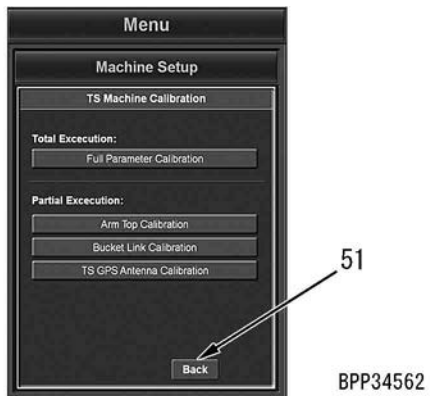 Menu
Machine Setup
TS Machine Calibration
Total Excecution:
Full Parameter Calibration
Partial Excecution:
Arm Top Calibration
Bucket Link Calibration
TS GPS Antenna Calibration
51
Back
BPP34562